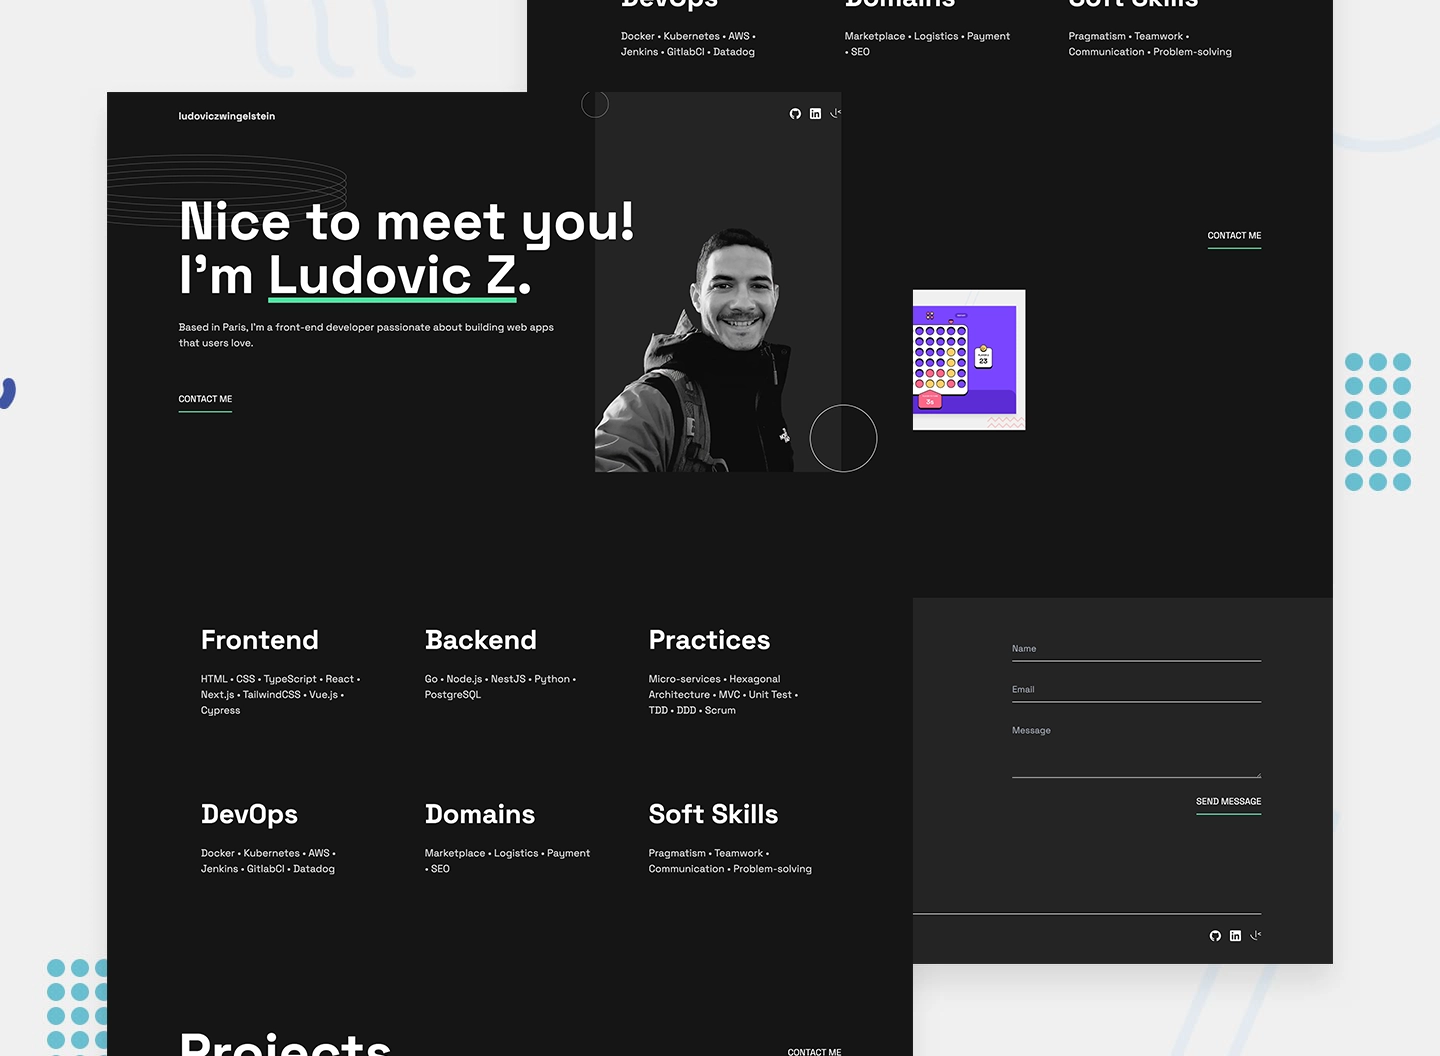 DevOps
Domains
Soft Skills
Docker • Kubernetes • AWS •
Jenkins • GitlabCI • Datadog
Marketplace • Logistics • Payment
• SEO
Pragmatism • Teamwork •
Communication • Problem-solving
ludoviczwingelstein
Nice to meet you!
I’m Ludovic Z.
Based in Paris, I’m a front-end developer passionate about building web apps
that users love.
CONTACT ME
CONTACT ME
23
3s
Frontend
HTML • CSS • TypeScript • React •
Next.js • TailwindCSS • Vue.js •
Cypress
Backend
Go • Node.js • NestJS • Python •
PostgreSQL
Practices
Micro-services • Hexagonal
Architecture • MVC • Unit Test •
TDD • DDD • Scrum
DevOps
Docker • Kubernetes • AWS •
Jenkins • GitlabCI • Datadog
Domains
Marketplace • Logistics • Payment
• SEO
Soft Skills
Pragmatism • Teamwork •
Communication • Problem-solving
Name
Email
Message
SEND MESSAGE
Projects
CONTACT ME